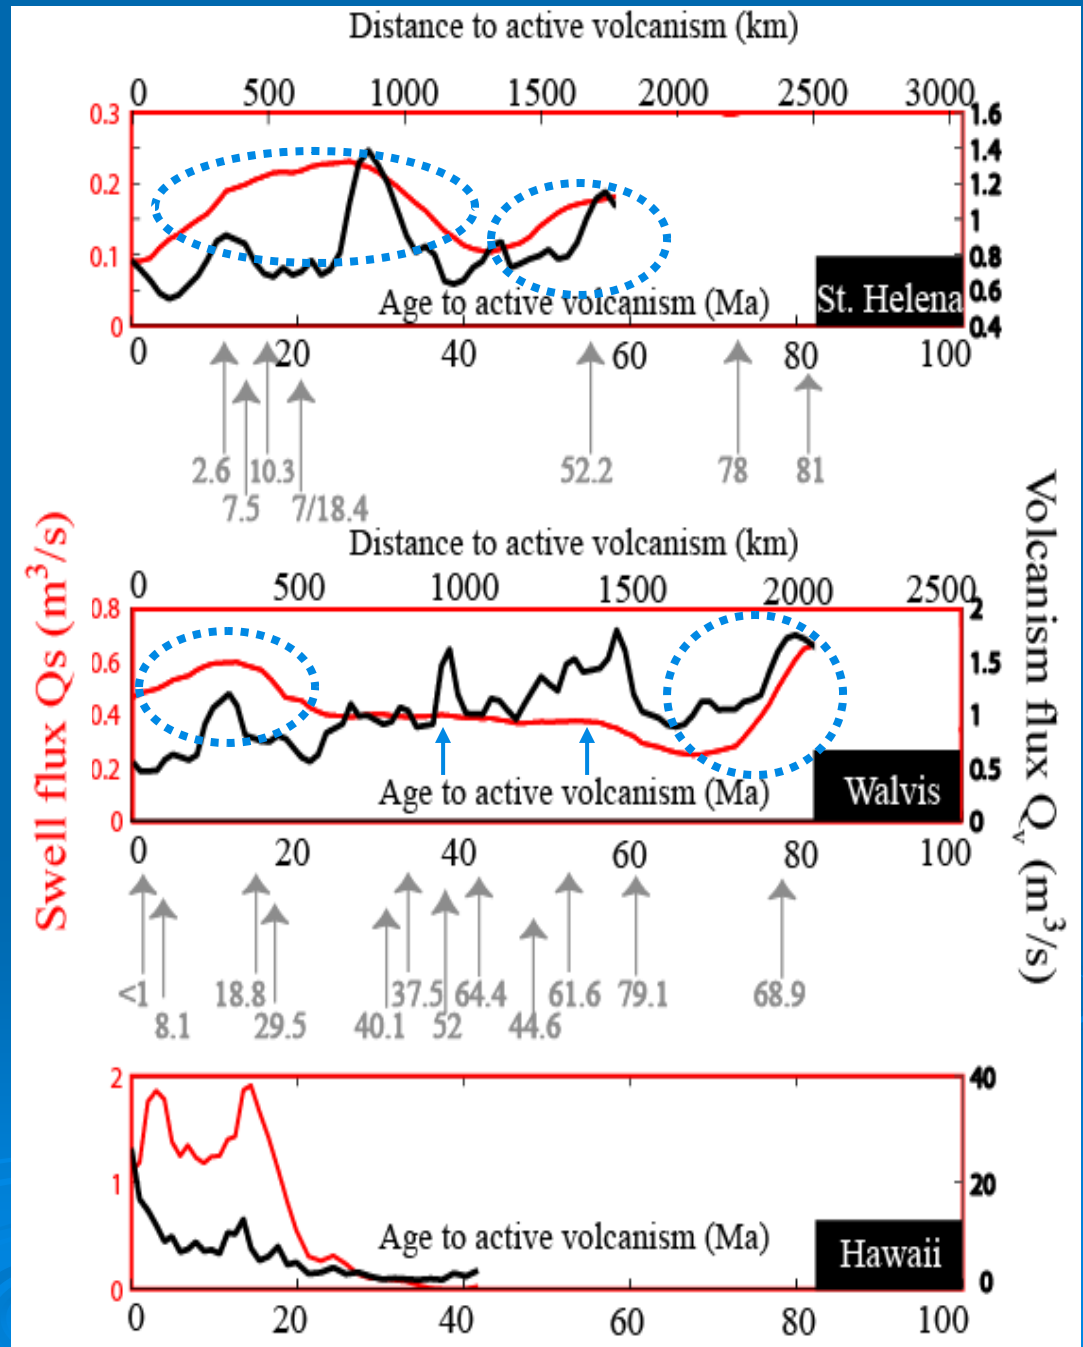 Distance to active volcanism (km)
0 500 1000 1500 2000 2500 3000
0.3 1.6
1.4
0.2 1.2
1
0.1 0.8
0.6
Age to active volcanism (Ma) St. Helena
0 0.4
0 20 40 60 80 100
2.6 10.3 52.2 78 81
7.5 7/18.4
Distance to active volcanism (km)
0 500 1000 1500 2000 2500
0.8 2
0.6 1.5
0.4 1
0.2 0.5
Age to active volcanism (Ma) Walvis
0 0
0 20 40 60 80 100
<1 18.8 37.5 64.4 61.6 79.1 68.9
8.1 29.5 40.1 52 44.6
Swell flux Qs (m³/s)
Volcanism flux Qᵥ (m³/s)
2 40
1 20
Age to active volcanism (Ma) Hawaii
0 0
0 20 40 60 80 100